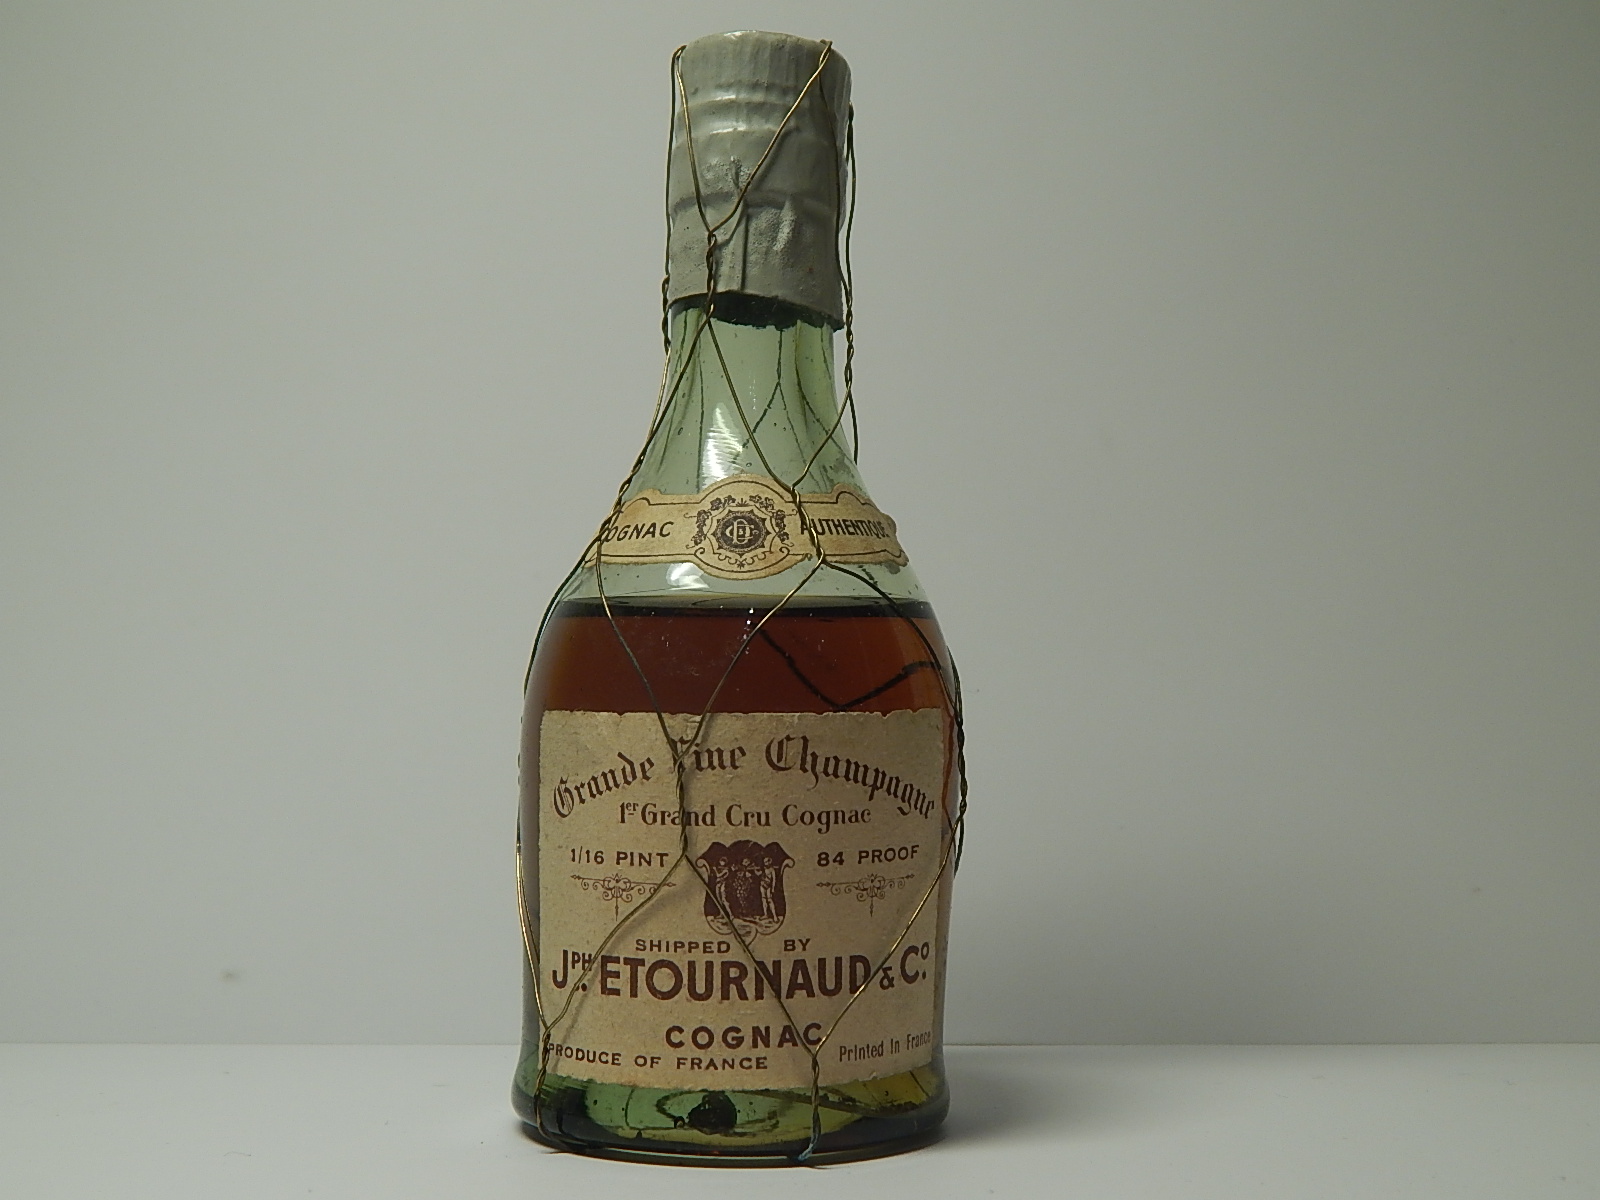 COGNAC AUTHENTIQUE
Grande Fine Champagne
1er Grand Cru Cognac
1/16 PINT 84 PROOF
SHIPPED BY
JPH. ETOURNAUD & Co.
COGNAC
PRODUCE OF FRANCE
Printed In France